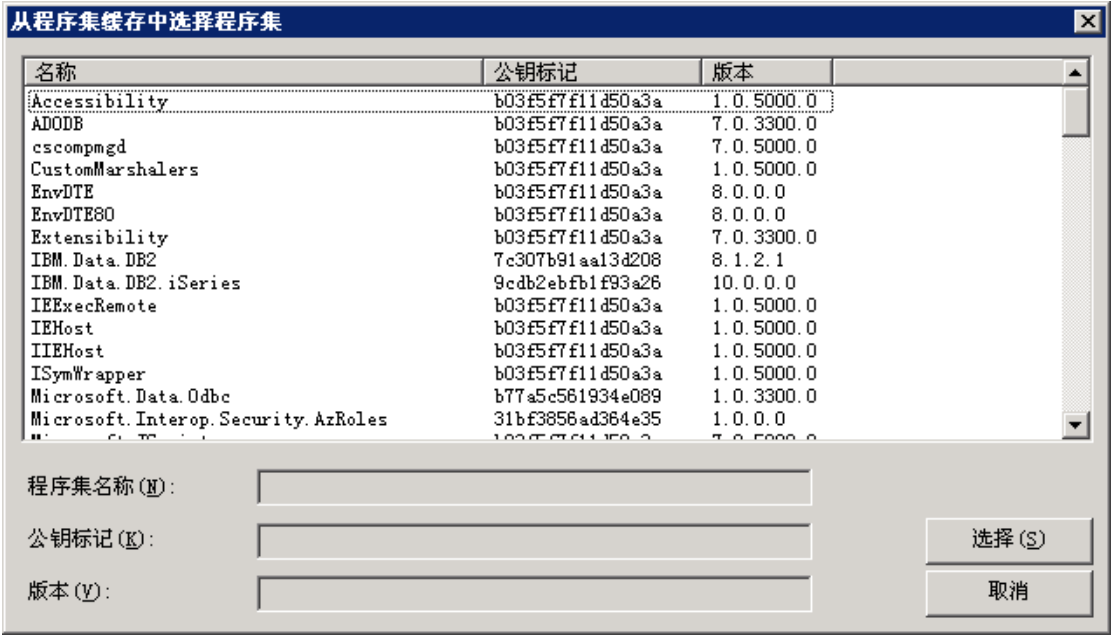 从程序集缓存中选择程序集
名称 公钥标记 版本
Accessibility b03f5f7f11d50a3a 1.0.5000.0
ADODB b03f5f7f11d50a3a 7.0.3300.0
cscompmgd b03f5f7f11d50a3a 7.0.5000.0
CustomMarshalers b03f5f7f11d50a3a 1.0.5000.0
EnvDTE b03f5f7f11d50a3a 8.0.0.0
EnvDTE80 b03f5f7f11d50a3a 8.0.0.0
Extensibility b03f5f7f11d50a3a 7.0.3300.0
IBM.Data.DB2 7c307b91aa13d208 8.1.2.1
IBM.Data.DB2.iSeries 9cdb2ebfb1f93a26 10.0.0.0
IEExecRemote b03f5f7f11d50a3a 1.0.5000.0
IEHost b03f5f7f11d50a3a 1.0.5000.0
IIEHost b03f5f7f11d50a3a 1.0.5000.0
ISymWrapper b03f5f7f11d50a3a 1.0.5000.0
Microsoft.Data.Odbc b77a5c561934e089 1.0.3300.0
Microsoft.Interop.Security.AzRoles 31bf3856ad364e35 1.0.0.0
程序集名称(N):
公钥标记(K):
选择(S)
版本(V):
取消